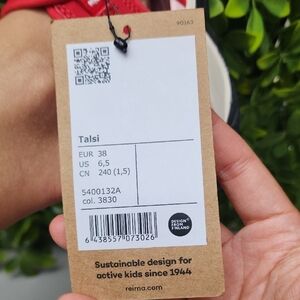 90363
Talsi
EUR 38
US 6,5
CN 240 (1,5)
5400132A
col. 3830
DESIGN
FROM
FINLAND
6 438557 073026
Sustainable design for
active kids since 1944
reima.com